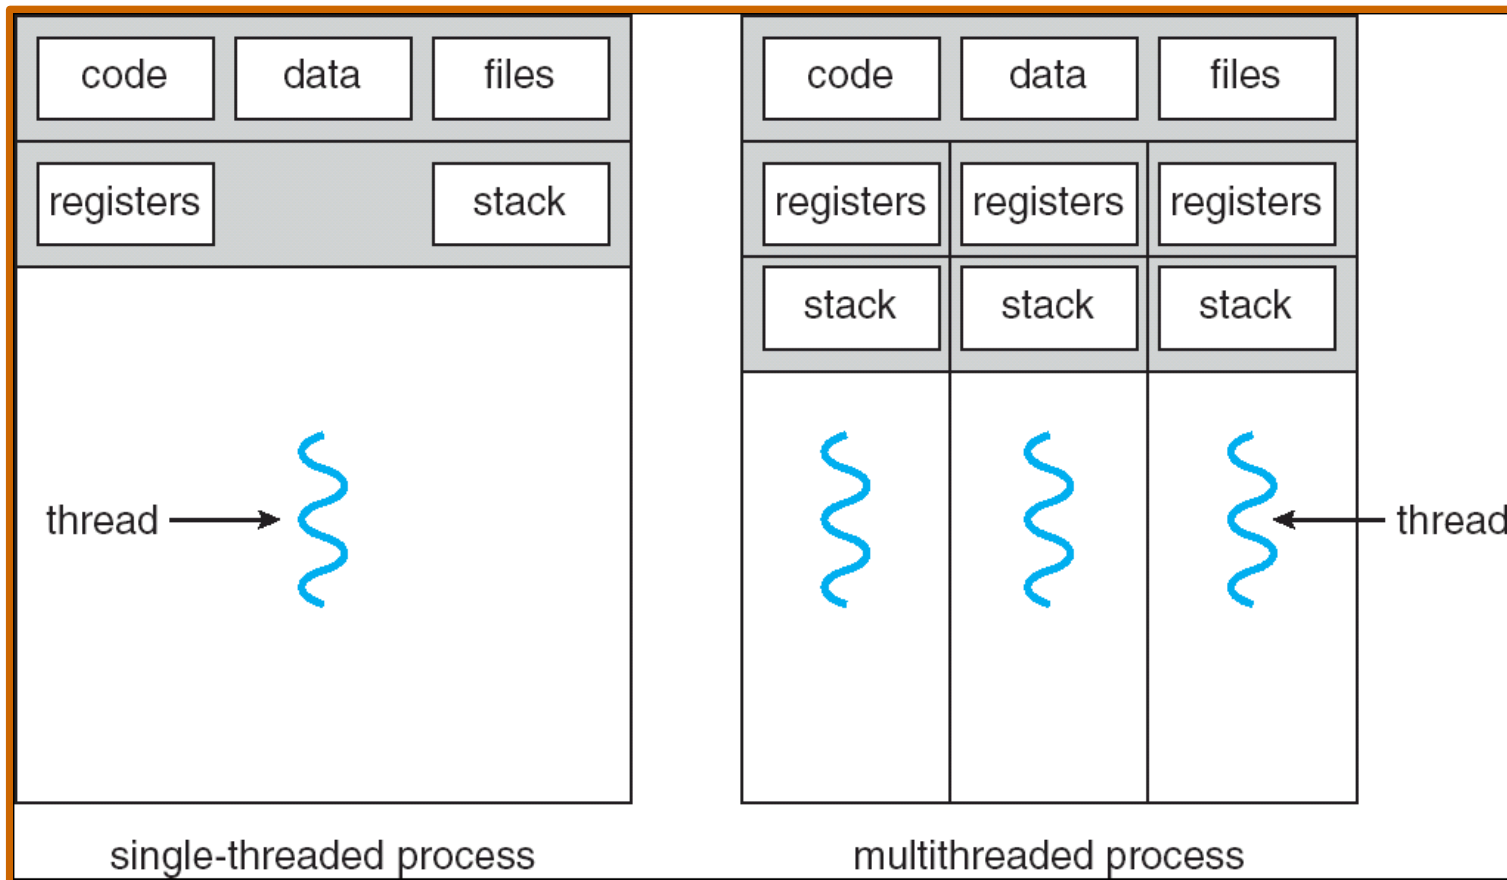 code data files
registers stack
thread
single-threaded process
code data files
registers registers registers
stack stack stack
thread
multithreaded process